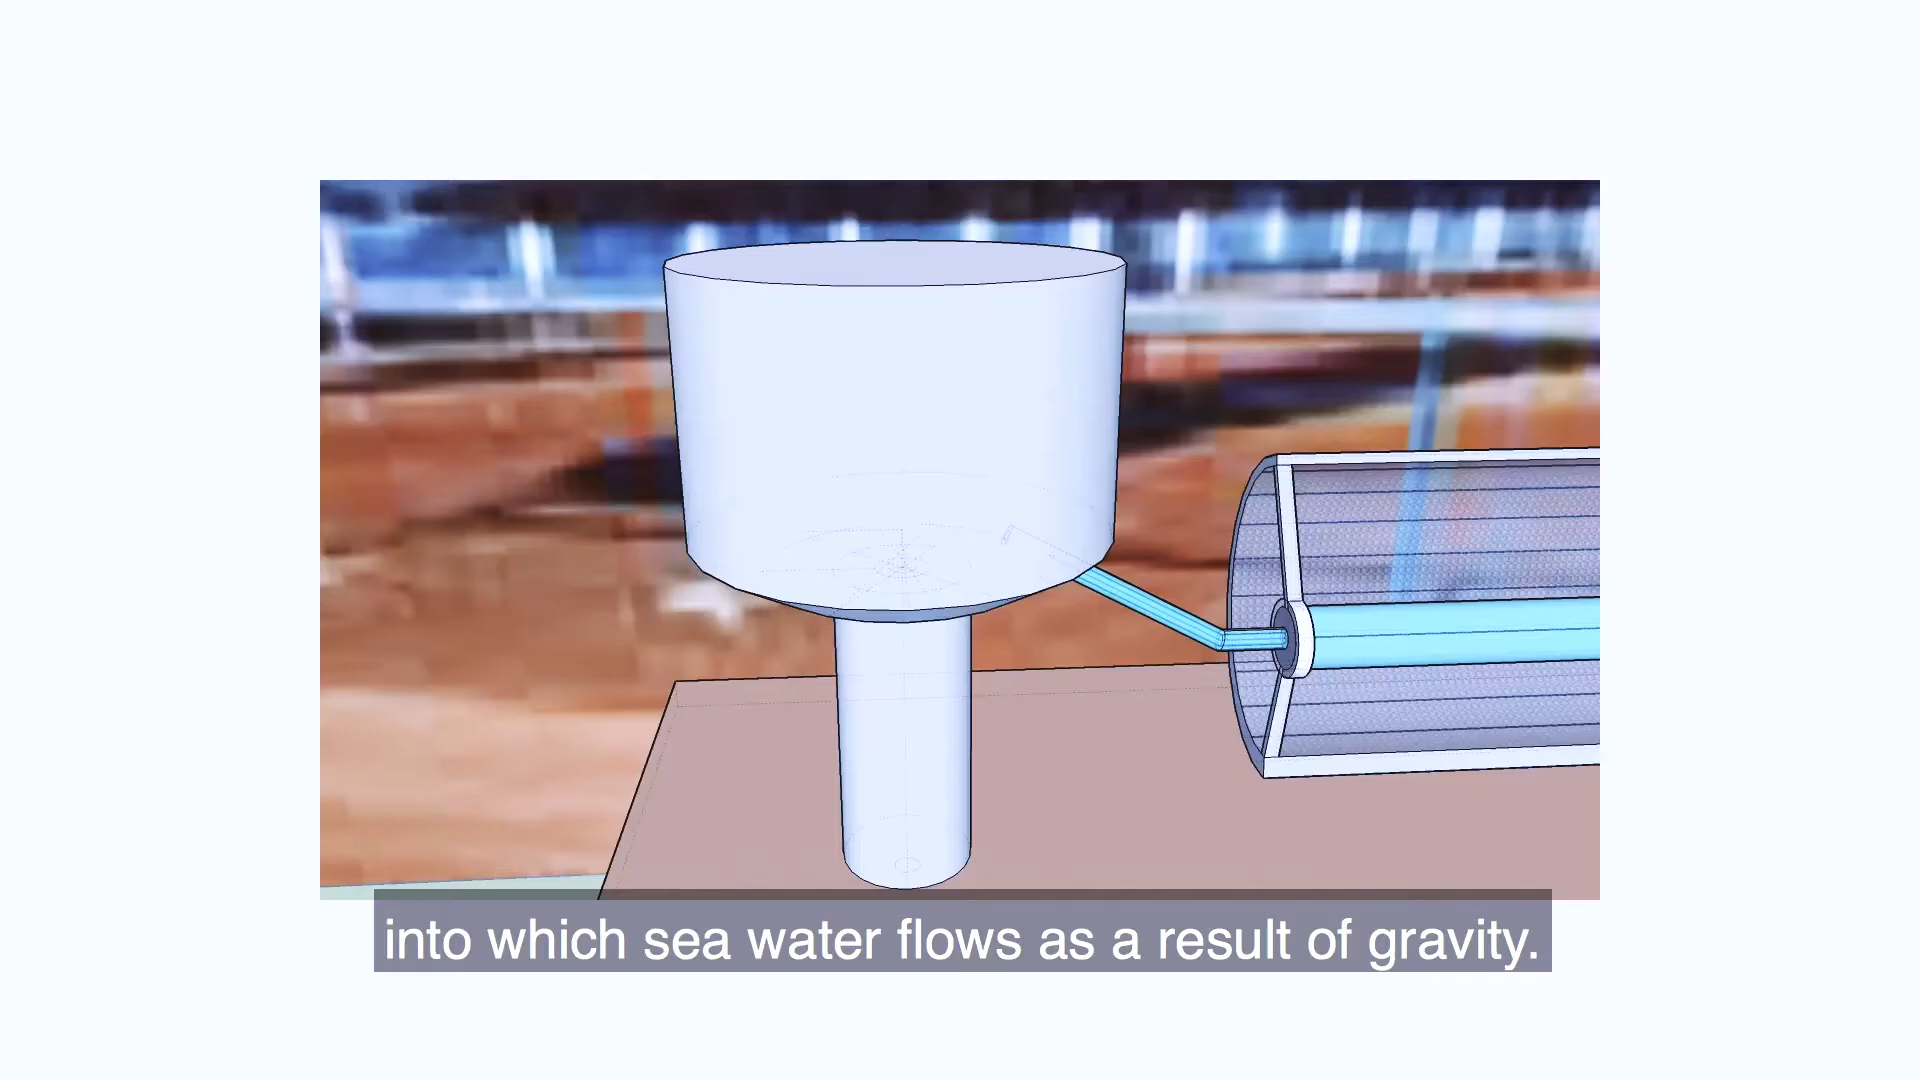 into which sea water flows as a result of gravity.